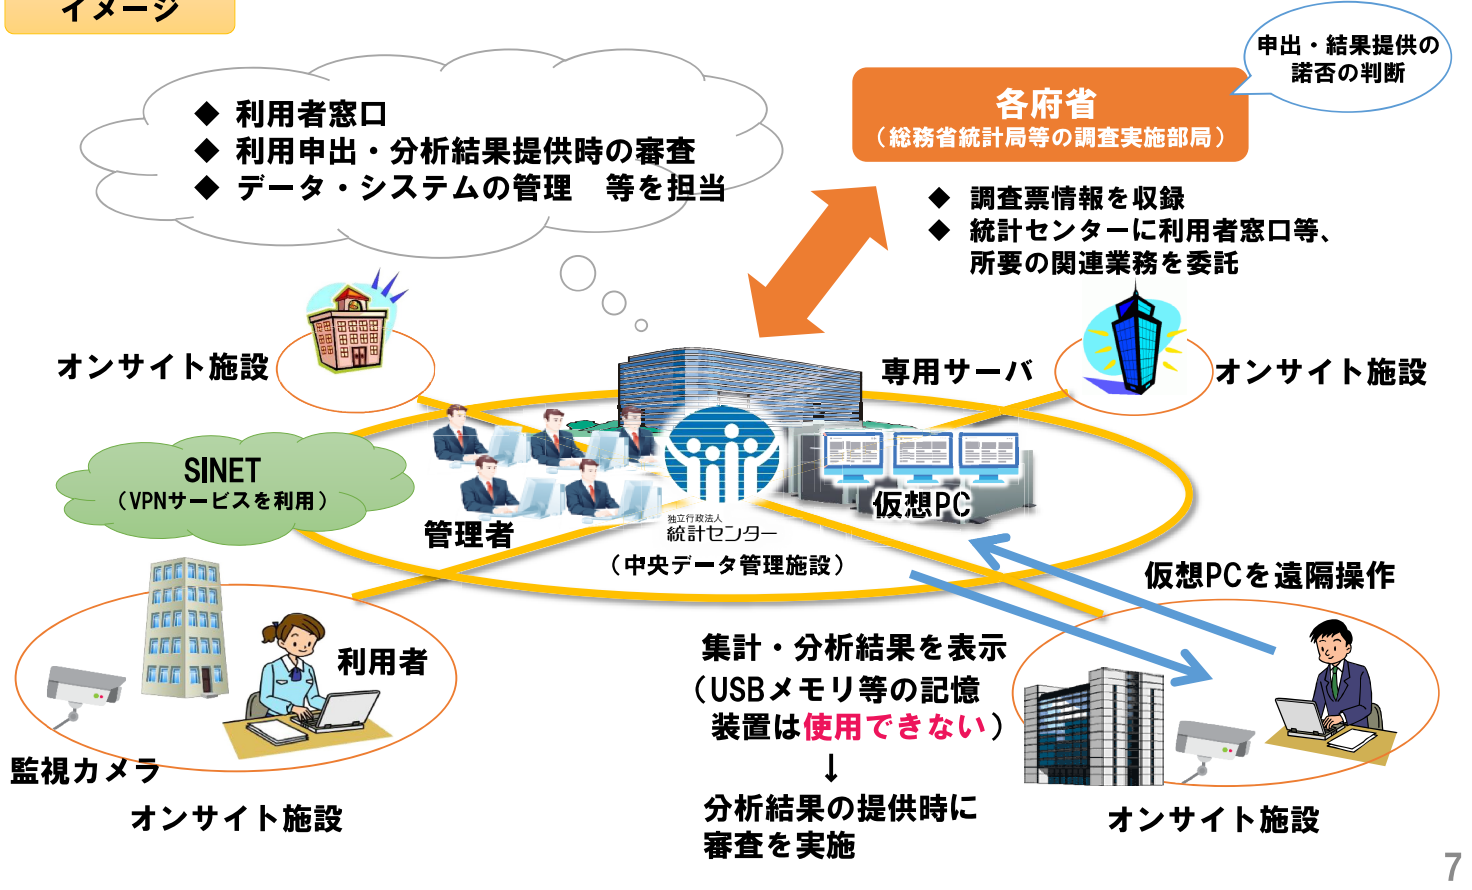 イメージ
申出・結果提供の
諾否の判断
各府省
（総務省統計局等の調査実施部局）
◆ 利用者窓口
◆ 利用申出・分析結果提供時の審査
◆ データ・システムの管理　等を担当
◆ 調査票情報を収録
◆ 統計センターに利用者窓口等、
所要の関連業務を委託
オンサイト施設
専用サーバ
オンサイト施設
SINET
（VPNサービスを利用）
管理者
仮想PC
独立行政法人
統計センター
（中央データ管理施設）
仮想PCを遠隔操作
利用者
監視カメラ
オンサイト施設
集計・分析結果を表示
（USBメモリ等の記憶
装置は使用できない）
↓
分析結果の提供時に
審査を実施
オンサイト施設
7